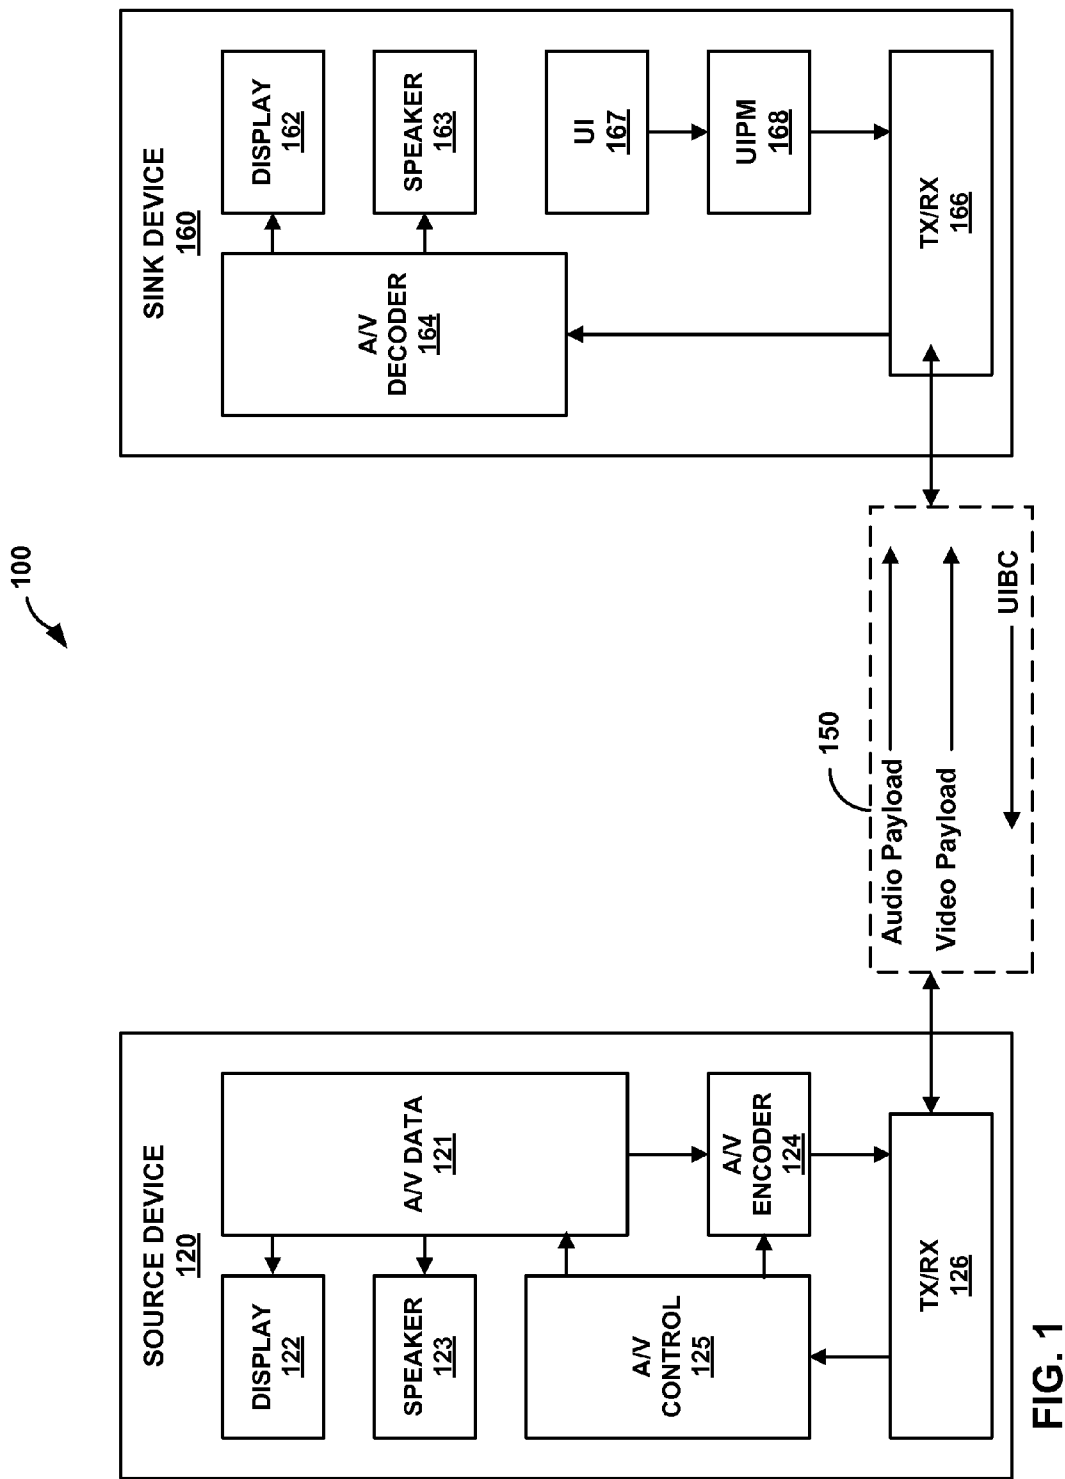 100
SOURCE DEVICE
120
DISPLAY
122
SPEAKER
123
A/V DATA
121
A/V
CONTROL
125
A/V
ENCODER
124
TX/RX
126
150
Audio Payload
Video Payload
UIBC
SINK DEVICE
160
A/V
DECODER
164
DISPLAY
162
SPEAKER
163
UI
167
UIPM
168
TX/RX
166
FIG. 1